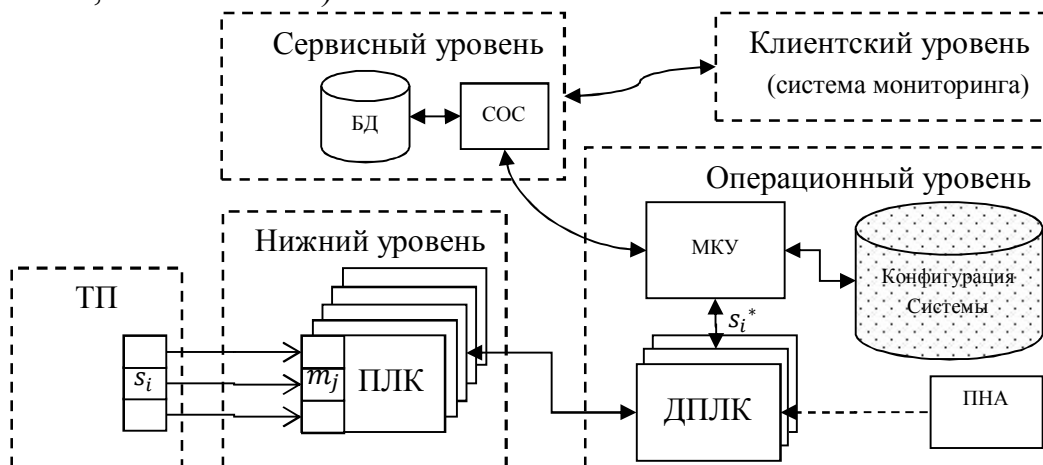 Сервисный уровень
Клиентский уровень
(система мониторинга)
БД
СОС
Операционный уровень
Нижний уровень
МКУ
Конфигурация
Системы
ТП
s_i*
s_i
m_j
ПЛК
ДПЛК
ПНА